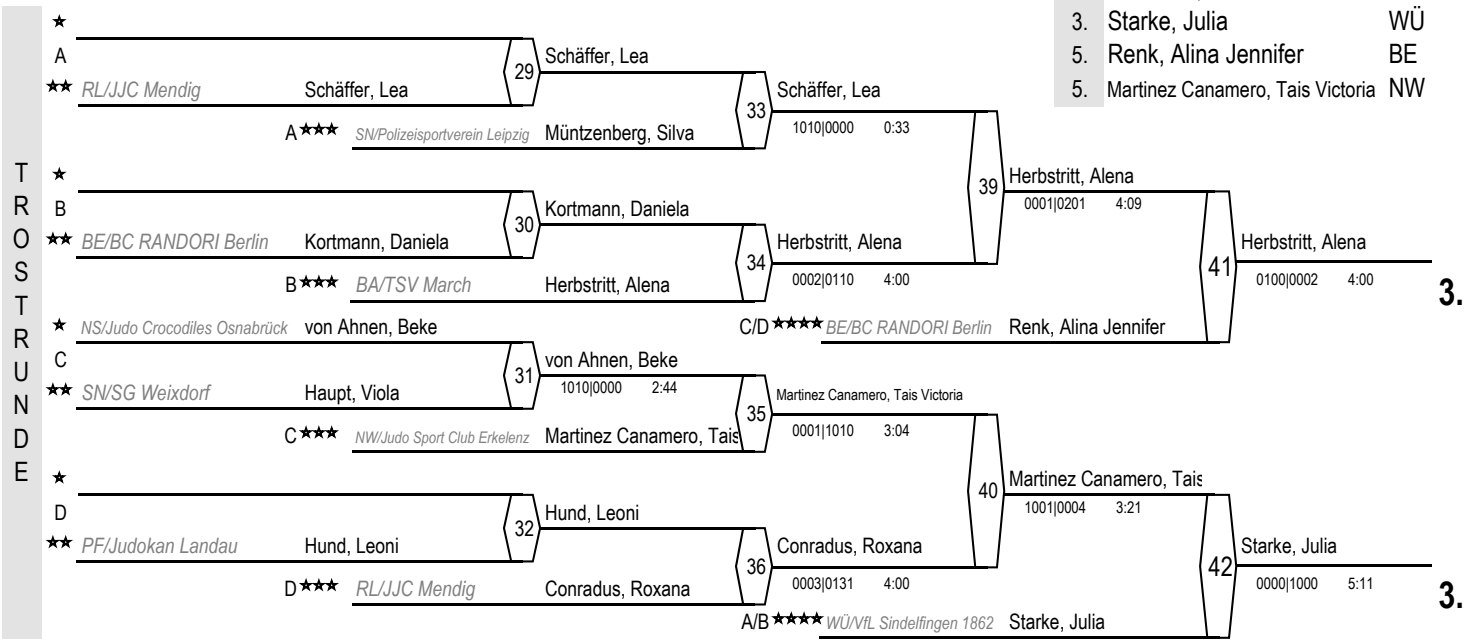 3. Starke, Julia WÜ
5. Renk, Alina Jennifer BE
5. Martinez Canamero, Tais Victoria NW
TROSTRUNDE
A
RL/JJC Mendig Schäffer, Lea
29
Schäffer, Lea
A SN/Polizeisportverein Leipzig Müntzenberg, Silva
33
Schäffer, Lea
1010|0000 0:33
B
BE/BC RANDORI Berlin Kortmann, Daniela
30
Kortmann, Daniela
B BA/TSV March Herbstritt, Alena
34
Herbstritt, Alena
0002|0110 4:00
39
Herbstritt, Alena
0001|0201 4:09
C/D BE/BC RANDORI Berlin Renk, Alina Jennifer
41
Herbstritt, Alena
0100|0002 4:00
3.
NS/Judo Crocodiles Osnabrück von Ahnen, Beke
C
SN/SG Weixdorf Haupt, Viola
31
von Ahnen, Beke
1010|0000 2:44
C NW/Judo Sport Club Erkelenz Martinez Canamero, Tais
35
Martinez Canamero, Tais Victoria
0001|1010 3:04
D
PF/Judokan Landau Hund, Leoni
32
Hund, Leoni
D RL/JJC Mendig Conradus, Roxana
36
Conradus, Roxana
0003|0131 4:00
40
Martinez Canamero, Tais
1001|0004 3:21
A/B WÜ/VfL Sindelfingen 1862 Starke, Julia
42
Starke, Julia
0000|1000 5:11
3.